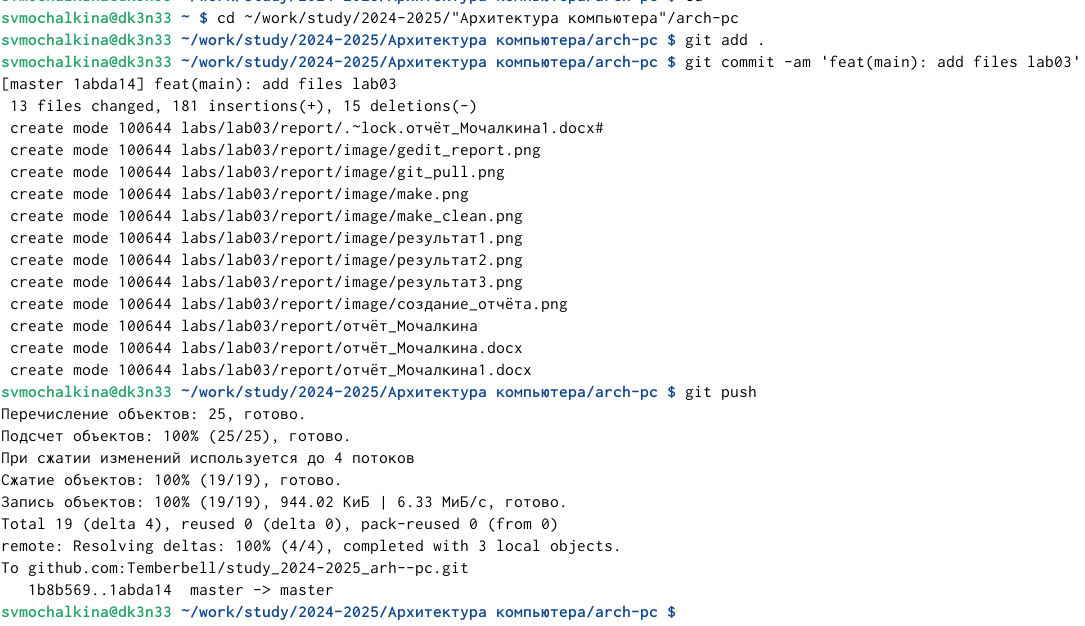 svmochalkina@dk3n33 ~ $ cd ~/work/study/2024-2025/"Архитектура компьютера"/arch-pc
svmochalkina@dk3n33 ~/work/study/2024-2025/Архитектура компьютера/arch-pc $ git add .
svmochalkina@dk3n33 ~/work/study/2024-2025/Архитектура компьютера/arch-pc $ git commit -am 'feat(main): add files lab03'
[master 1abda14] feat(main): add files lab03
 13 files changed, 181 insertions(+), 15 deletions(-)
 create mode 100644 labs/lab03/report/.~lock.отчёт_Мочалкина1.docx#
 create mode 100644 labs/lab03/report/image/gedit_report.png
 create mode 100644 labs/lab03/report/image/git_pull.png
 create mode 100644 labs/lab03/report/image/make.png
 create mode 100644 labs/lab03/report/image/make_clean.png
 create mode 100644 labs/lab03/report/image/результат1.png
 create mode 100644 labs/lab03/report/image/результат2.png
 create mode 100644 labs/lab03/report/image/результат3.png
 create mode 100644 labs/lab03/report/image/создание_отчёта.png
 create mode 100644 labs/lab03/report/отчёт_Мочалкина
 create mode 100644 labs/lab03/report/отчёт_Мочалкина.docx
 create mode 100644 labs/lab03/report/отчёт_Мочалкина1.docx
svmochalkina@dk3n33 ~/work/study/2024-2025/Архитектура компьютера/arch-pc $ git push
Перечисление объектов: 25, готово.
Подсчет объектов: 100% (25/25), готово.
При сжатии изменений используется до 4 потоков
Сжатие объектов: 100% (19/19), готово.
Запись объектов: 100% (19/19), 944.02 КиБ | 6.33 МиБ/с, готово.
Total 19 (delta 4), reused 0 (delta 0), pack-reused 0 (from 0)
remote: Resolving deltas: 100% (4/4), completed with 3 local objects.
To github.com:Temberbell/study_2024-2025_arh--pc.git
   1b8b569..1abda14  master -> master
svmochalkina@dk3n33 ~/work/study/2024-2025/Архитектура компьютера/arch-pc $